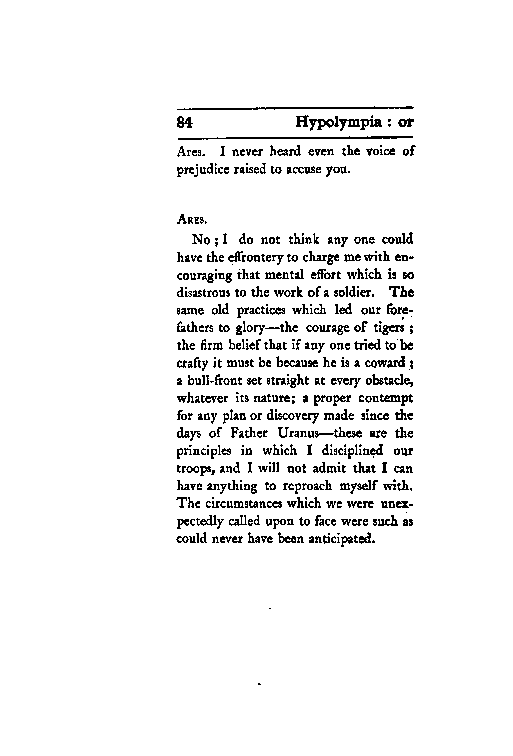 84 Hypolympia : or
Ares. I never heard even the voice of
prejudice raised to accuse you.
ARES.
No ; I do not think any one could
have the effrontery to charge me with en-
couraging that mental effort which is so
disastrous to the work of a soldier. The
same old practices which led our fore-
fathers to glory—the courage of tigers ;
the firm belief that if any one tried to be
crafty it must be because he is a coward ;
a bull-front set straight at every obstacle,
whatever its nature; a proper contempt
for any plan or discovery made since the
days of Father Uranus—these are the
principles in which I disciplined our
troops, and I will not admit that I can
have anything to reproach myself with.
The circumstances which we were unex-
pectedly called upon to face were such as
could never have been anticipated.